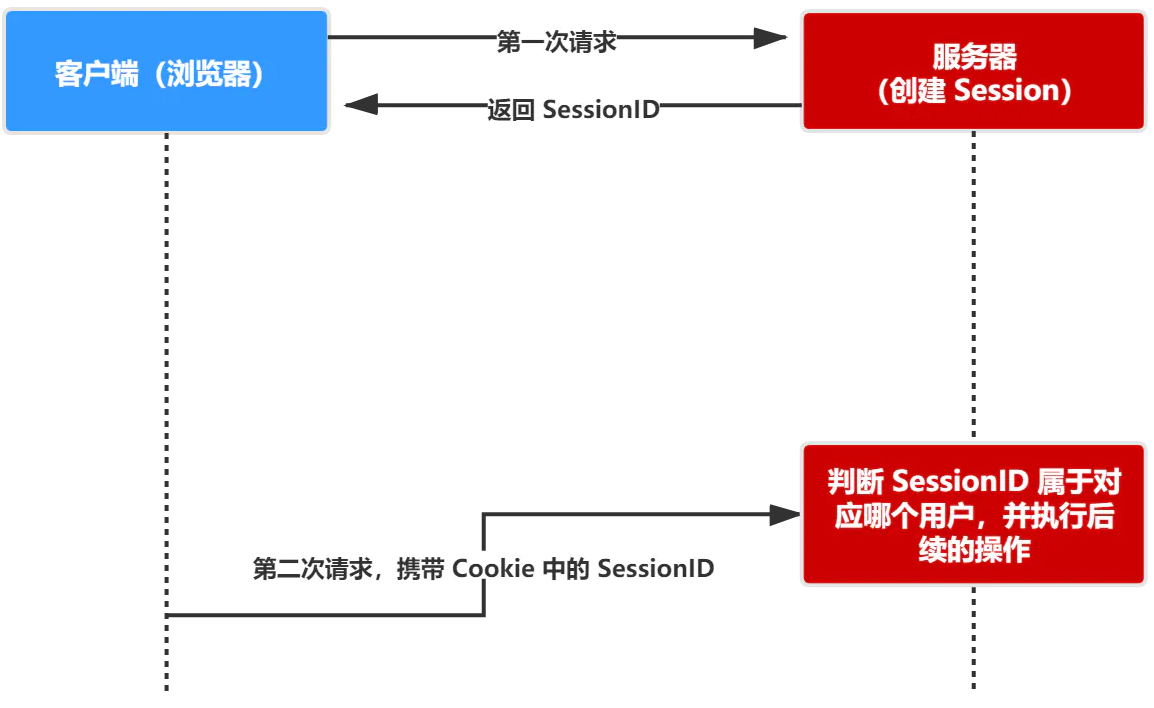 客户端（浏览器）
第一次请求
服务器
（创建 Session）
返回 SessionID
判断 SessionID 属于对
应哪个用户，并执行后
续的操作
第二次请求，携带 Cookie 中的 SessionID